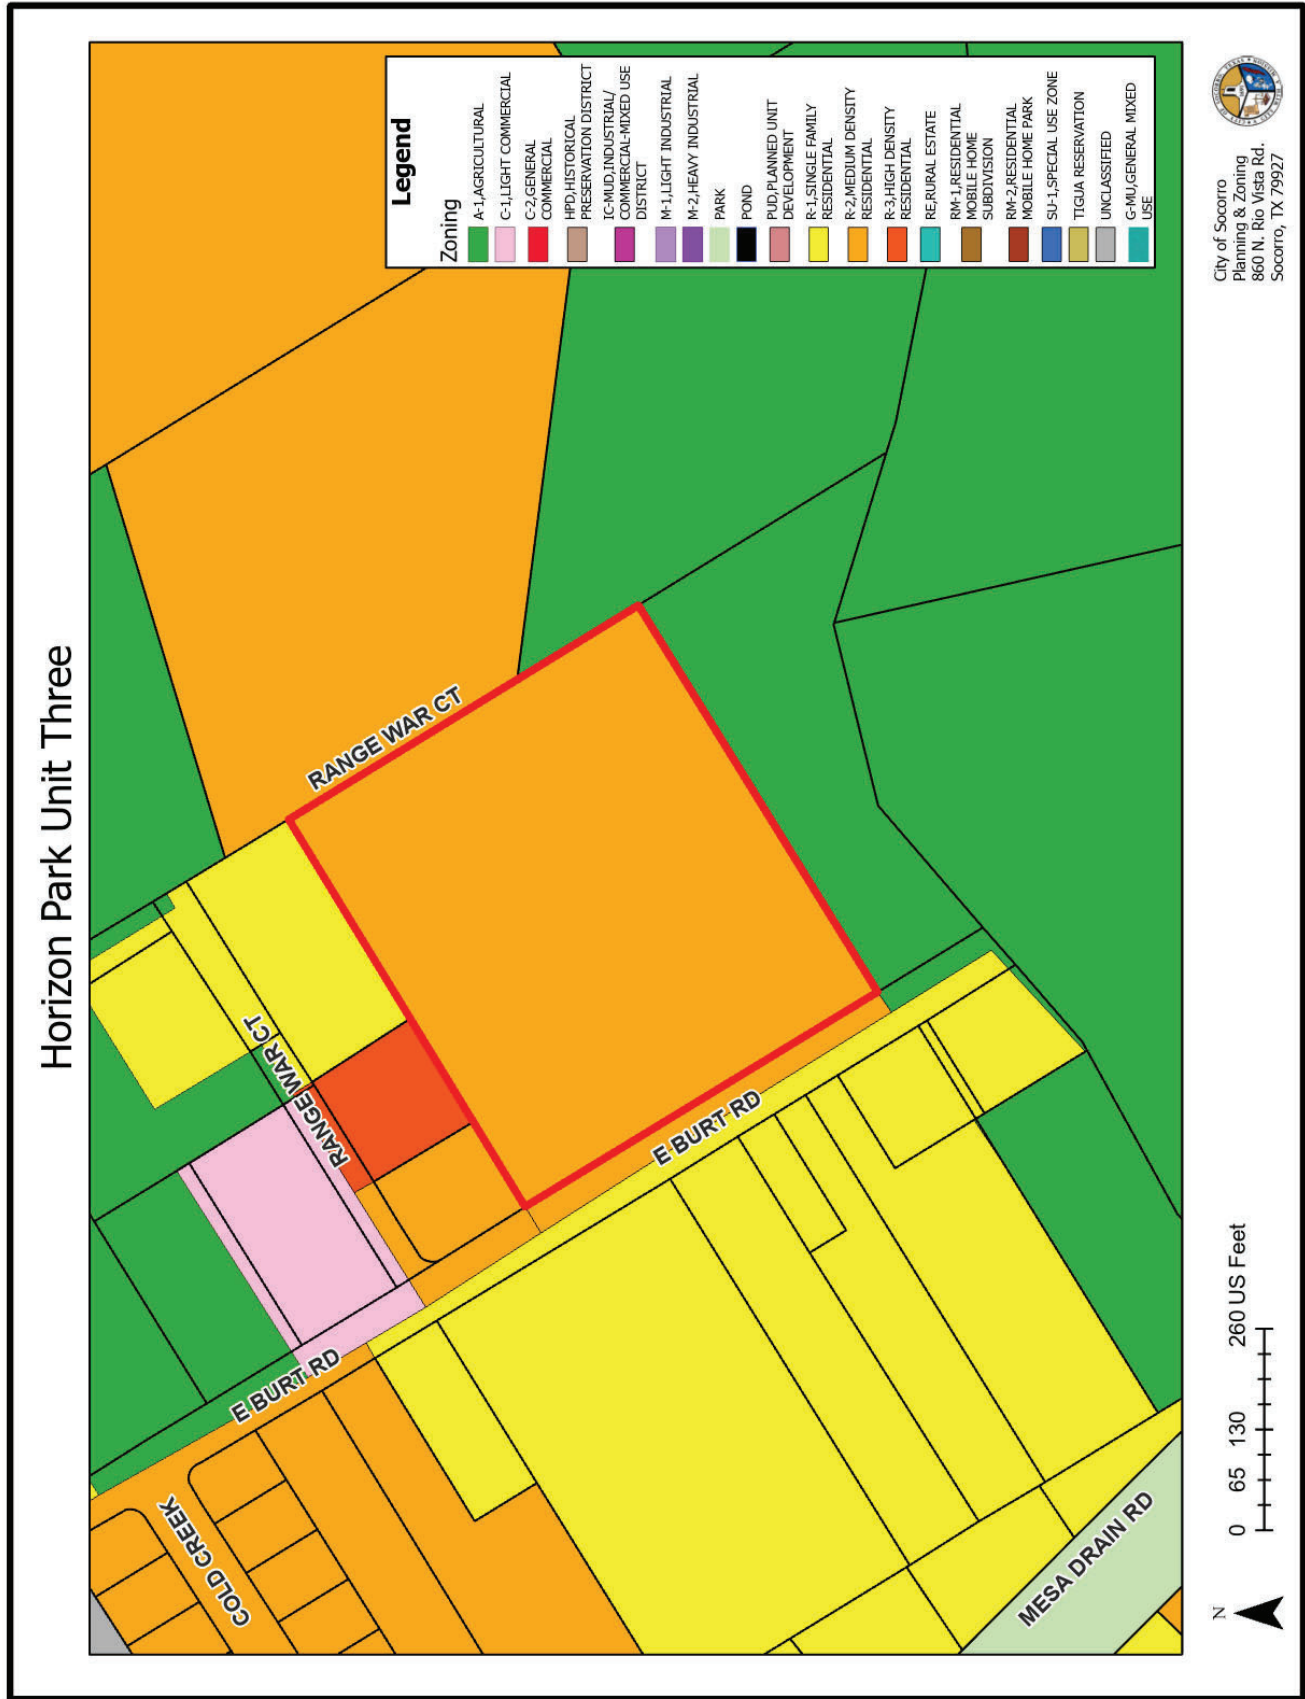 Horizon Park Unit Three
RANGE WAR CT
RANGE WAR CT
E BURT RD
E BURT RD
COLD CREEK
MESA DRAIN RD
Legend
Zoning
A-1,AGRICULTURAL
C-1,LIGHT COMMERCIAL
C-2,GENERAL
COMMERCIAL
HPD,HISTORICAL
PRESERVATION DISTRICT
IC-MUD,INDUSTRIAL/
COMMERCIAL-MIXED USE
DISTRICT
M-1,LIGHT INDUSTRIAL
M-2,HEAVY INDUSTRIAL
PARK
POND
PUD,PLANNED UNIT
DEVELOPMENT
R-1,SINGLE FAMILY
RESIDENTIAL
R-2,MEDIUM DENSITY
RESIDENTIAL
R-3,HIGH DENSITY
RESIDENTIAL
RE,RURAL ESTATE
RM-1,RESIDENTIAL
MOBILE HOME
SUBDIVISION
RM-2,RESIDENTIAL
MOBILE HOME PARK
SU-1,SPECIAL USE ZONE
TIGUA RESERVATION
UNCLASSIFIED
G-MU,GENERAL MIXED
USE
N
0 65 130 260 US Feet
City of Socorro
Planning & Zoning
860 N. Rio Vista Rd.
Socorro, TX 79927